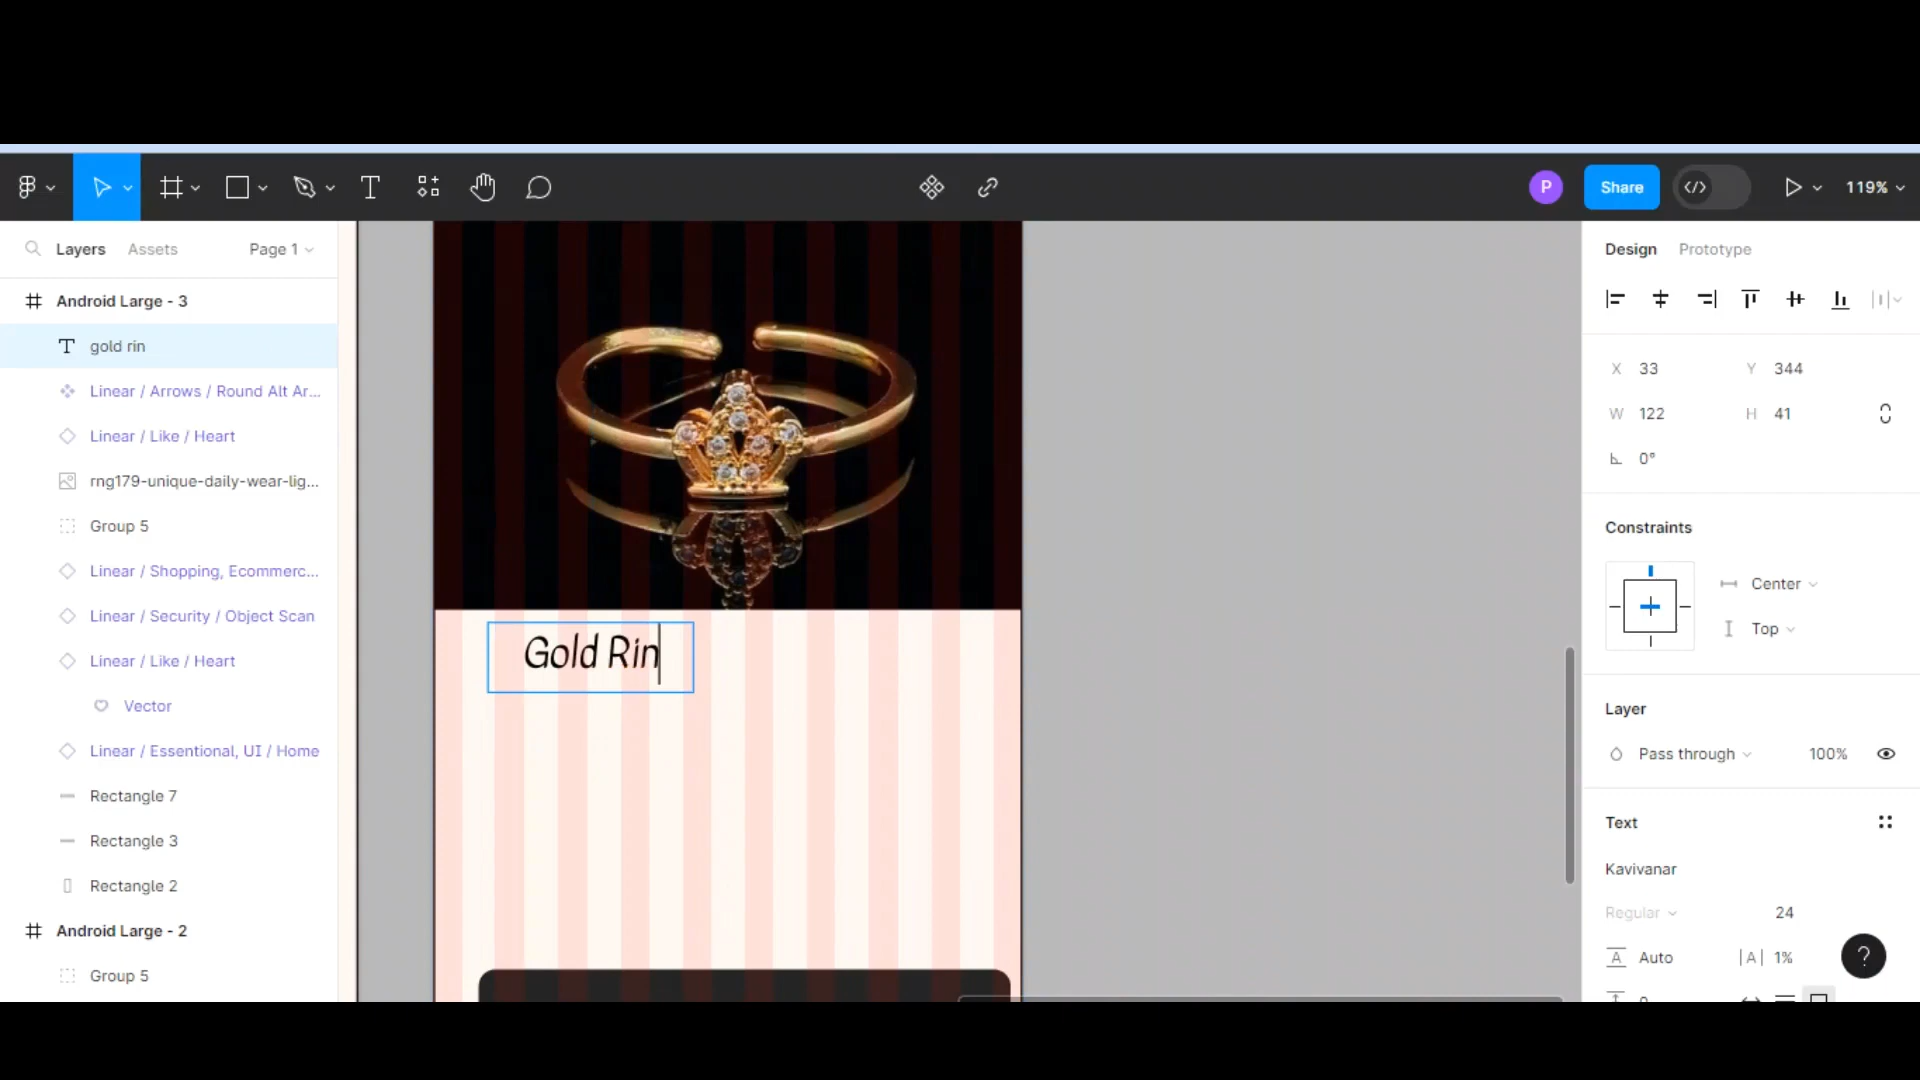 P
Share
119%
Layers
Assets
Page 1
Android Large - 3
gold rin
Linear / Arrows / Round Alt Ar...
Linear / Like / Heart
rng179-unique-daily-wear-lig...
Group 5
Linear / Shopping, Ecommerc...
Linear / Security / Object Scan
Linear / Like / Heart
Vector
Linear / Essentional, UI / Home
Rectangle 7
Rectangle 3
Rectangle 2
Android Large - 2
Group 5
Gold Rin
Design
Prototype
X 33
Y 344
W 122
H 41
0°
Constraints
Center
Top
Layer
Pass through
100%
Text
Kavivanar
Regular
24
Auto
|A| 1%
?